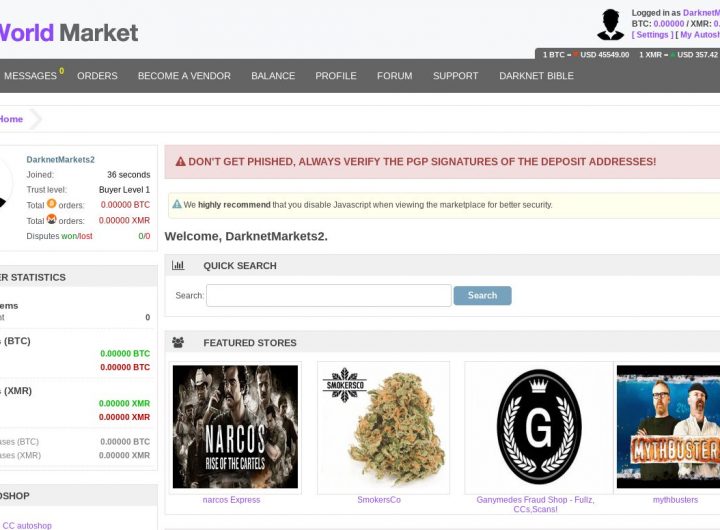 World Market
Logged in as DarknetM
BTC: 0.00000 / XMR: 0.
[ Settings ] [ My Autosh
1 BTC = USD 45549.00 1 XMR = USD 357.42
MESSAGES 0 ORDERS BECOME A VENDOR BALANCE PROFILE FORUM SUPPORT DARKNET BIBLE
Home
DarknetMarkets2
Joined: 36 seconds
Trust level: Buyer Level 1
Total orders: 0.00000 BTC
Total orders: 0.00000 XMR
Disputes won/lost 0/0
DON'T GET PHISHED, ALWAYS VERIFY THE PGP SIGNATURES OF THE DEPOSIT ADDRESSES!
We highly recommend that you disable Javascript when viewing the marketplace for better security.
Welcome, DarknetMarkets2.
QUICK SEARCH
Search: Search
ER STATISTICS
ems
nt 0
s (BTC)
0.00000 BTC
0.00000 BTC
s (XMR)
0.00000 XMR
0.00000 XMR
ases (BTC) 0.00000 BTC
ases (XMR) 0.00000 XMR
OSHOP
CC autoshop
FEATURED STORES
NARCOS
RISE OF THE CARTELS
narcos Express
SMOKERSCO
SmokersCo
G
Ganymedes Fraud Shop - Fullz,
CCs,Scans!
MYTHBUSTER
mythbusters